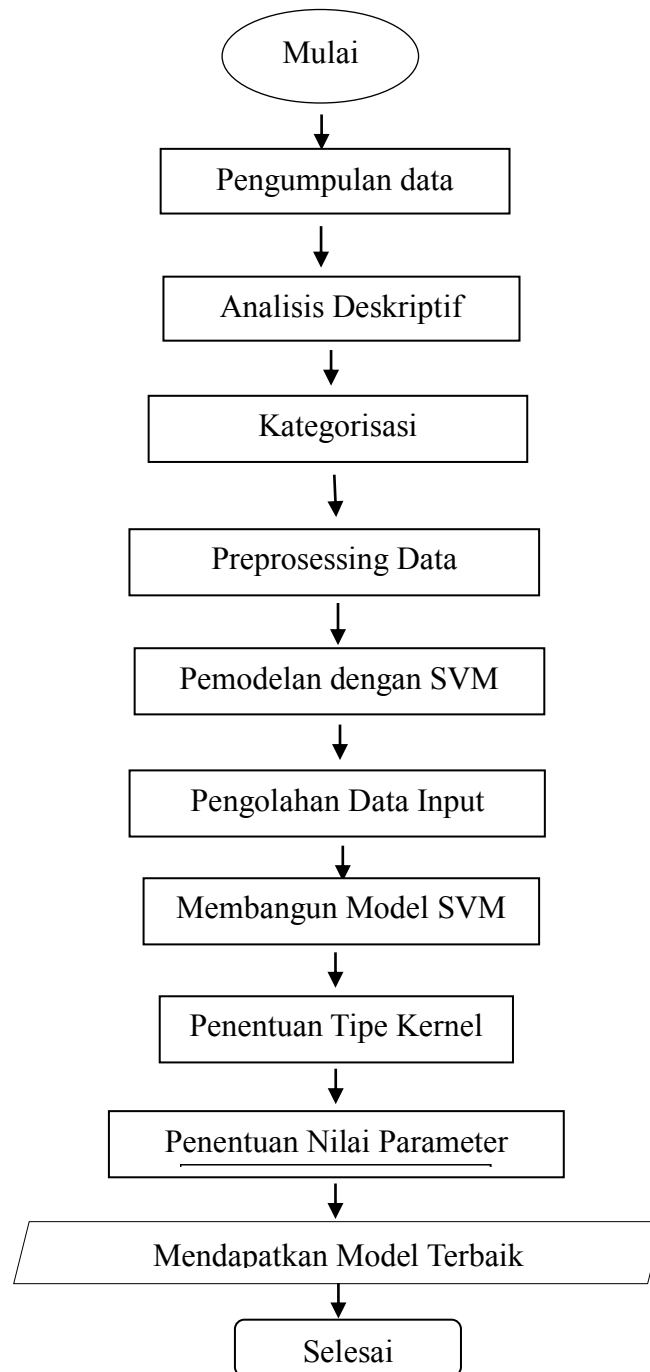 Mulai
Pengumpulan data
Analisis Deskriptif
Kategorisasi
Preprosessing Data
Pemodelan dengan SVM
Pengolahan Data Input
Membangun Model SVM
Penentuan Tipe Kernel
Penentuan Nilai Parameter
Mendapatkan Model Terbaik
Selesai